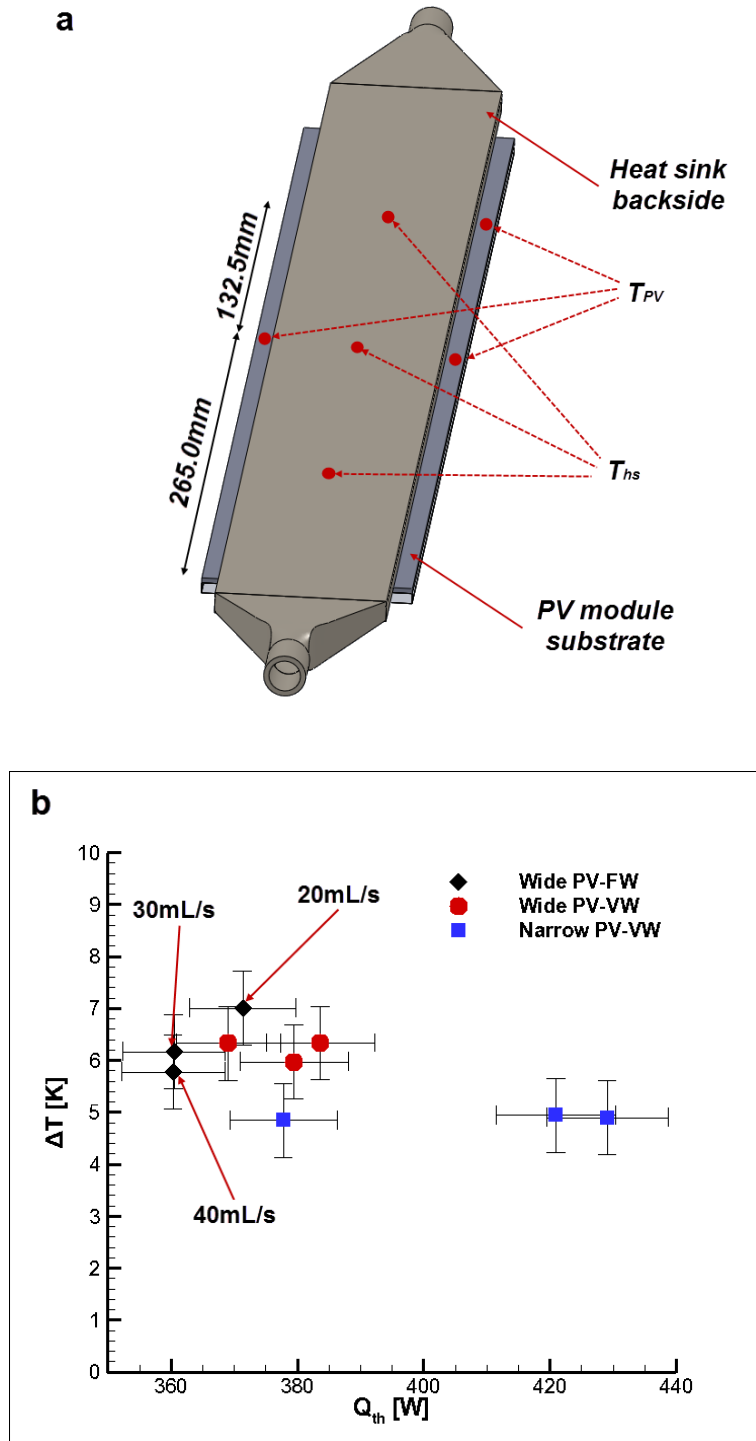 a
Heat sink
backside
132.5mm
TPV
265.0mm
Ths
PV module
substrate
b
10
9
8
7
6
5
4
3
2
1
0
ΔT [K]
30mL/s
20mL/s
40mL/s
Wide PV-FW
Wide PV-VW
Narrow PV-VW
360
380
400
420
440
Qth [W]